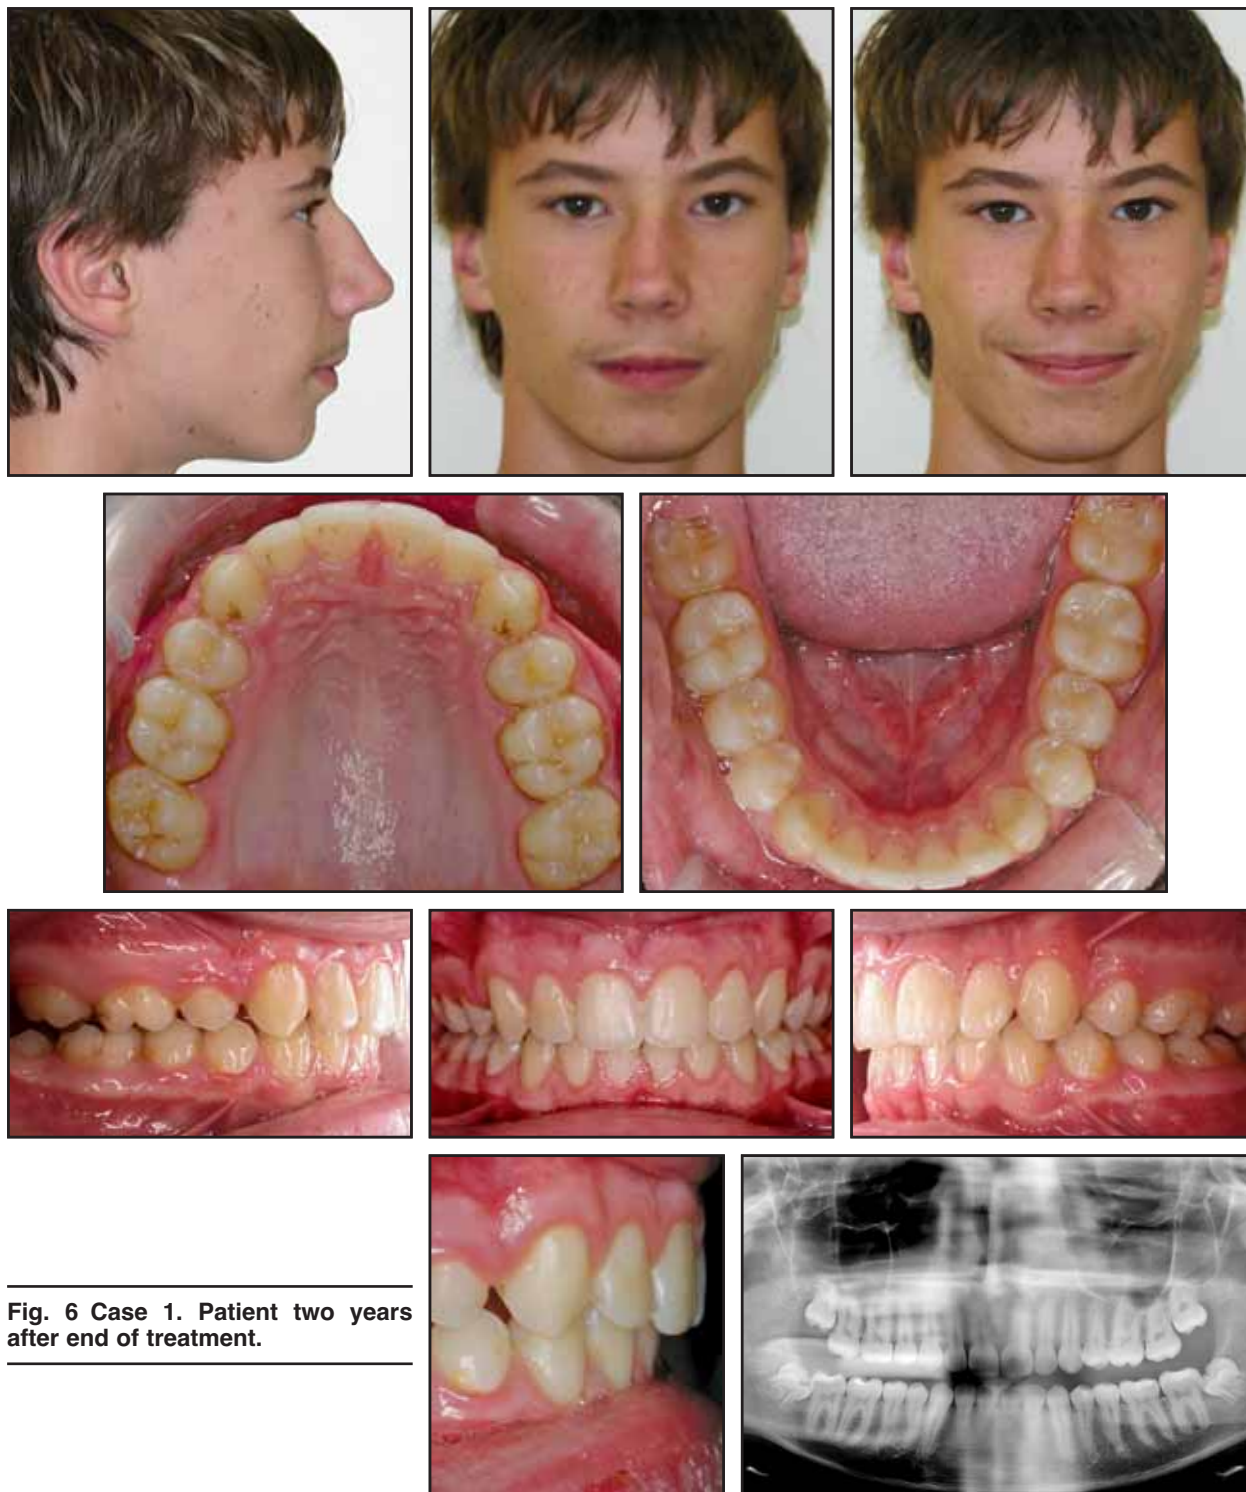 Fig. 6 Case 1. Patient two years
after end of treatment.